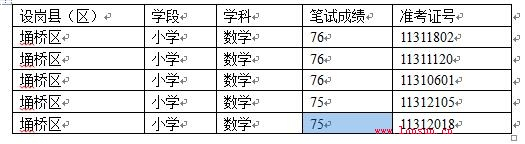 设岗县（区） 学段 学科 笔试成绩 准考证号
埇桥区 小学 数学 76 11311802
埇桥区 小学 数学 76 11311120
埇桥区 小学 数学 76 11310601
埇桥区 小学 数学 75 11312105
埇桥区 小学 数学 75 11312018